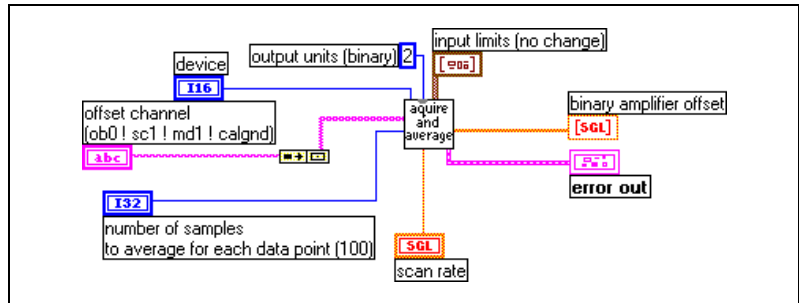 input limits (no change)
output units (binary) 2
device
I16
binary amplifier offset
offset channel
(ob0 ! sc1 ! md1 ! calgnd)
abc
aquire
and
average
[SGL]
error out
I32
number of samples
to average for each data point (100)
SGL
scan rate